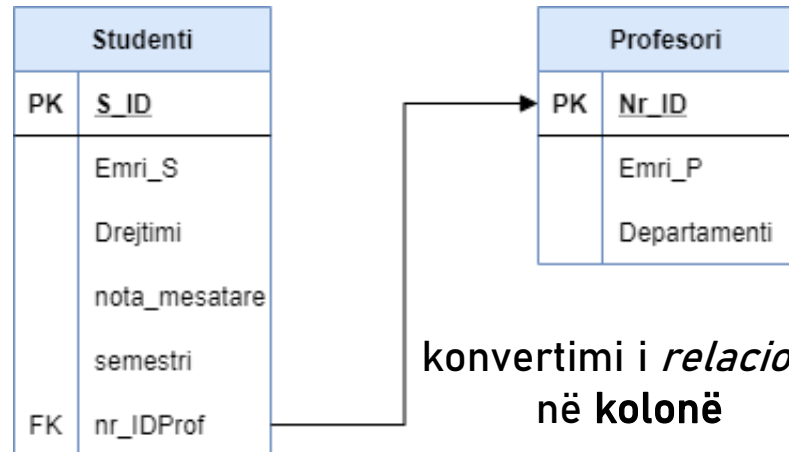 Studenti
PK S_ID
Emri_S
Drejtimi
nota_mesatare
semestri
FK nr_IDProf
Profesori
PK Nr_ID
Emri_P
Departamenti
konvertimi i relacio
në kolonë